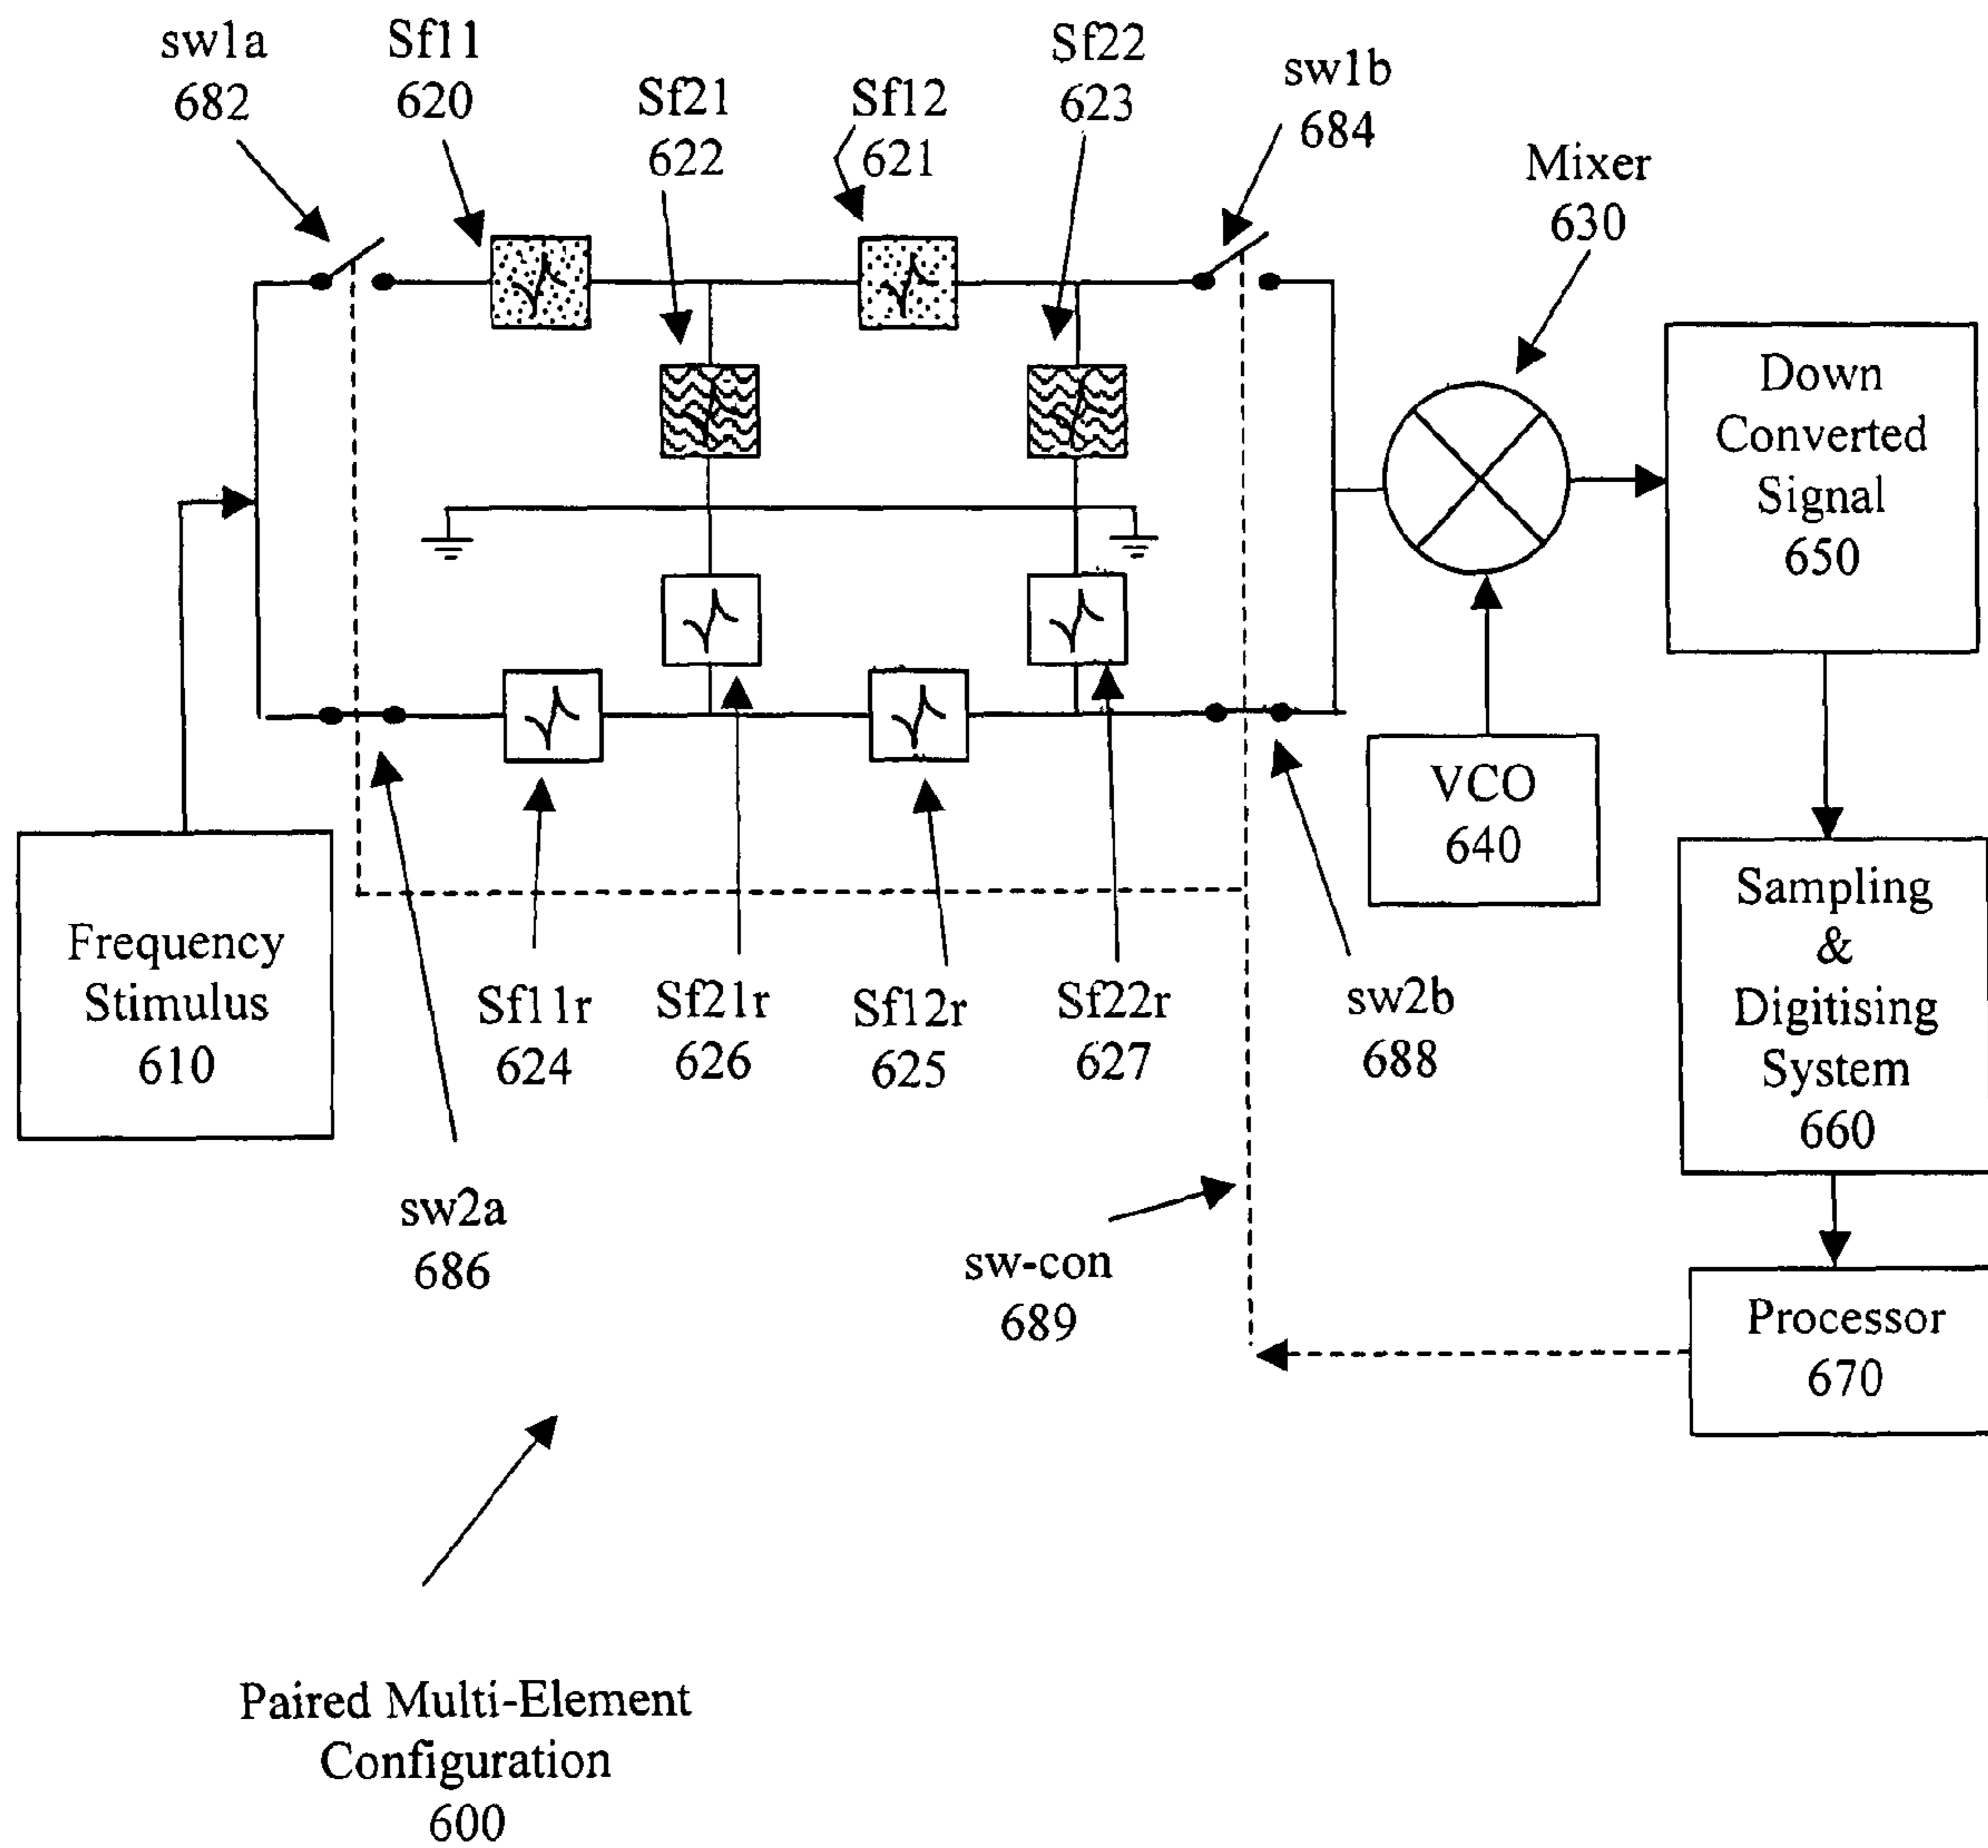 sw1a
682
Sf11
620
Sf21
622
Sf12
621
Sf22
623
sw1b
684
Mixer
630
Down
Converted
Signal
650
VCO
640
Frequency
Stimulus
610
Sampling
&
Digitising
System
660
Sf11r
624
Sf21r
626
Sf12r
625
Sf22r
627
sw2b
688
sw2a
686
sw-con
689
Processor
670
Paired Multi-Element
Configuration
600